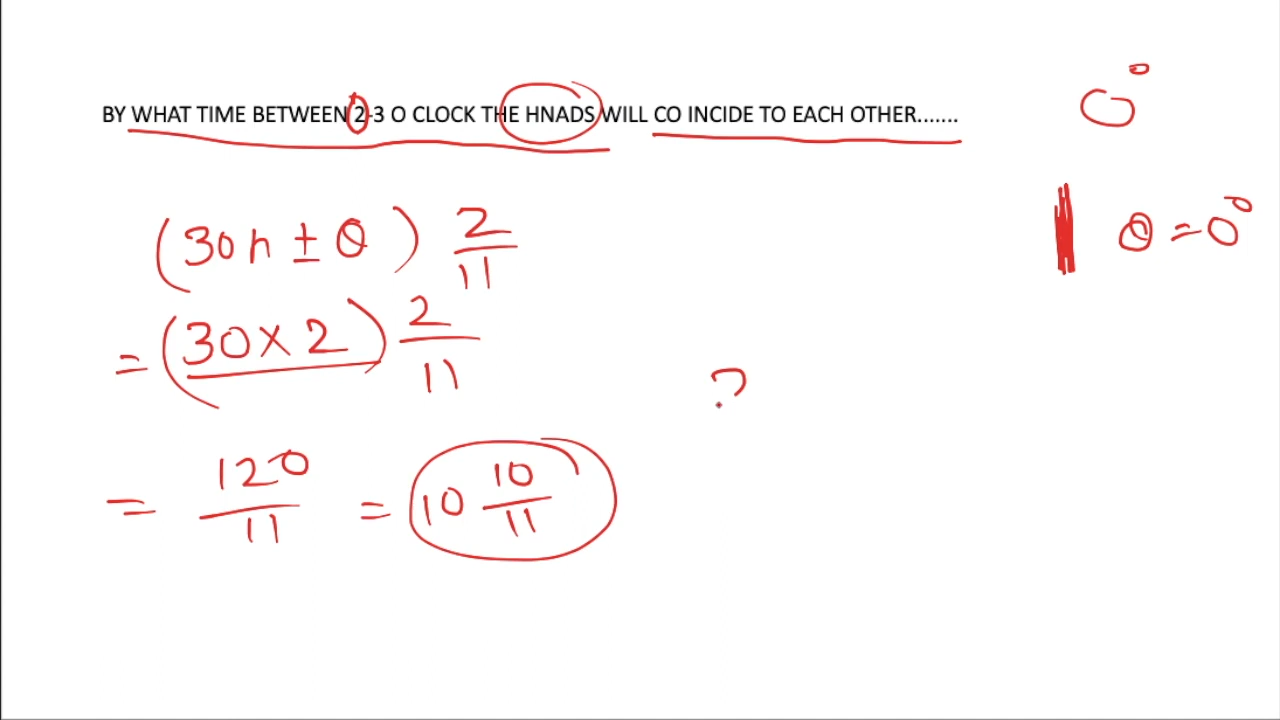 BY WHAT TIME BETWEEN 2-3 O CLOCK THE HNADS WILL CO INCIDE TO EACH OTHER.......
0°
(30n ± θ) 2/11
θ = 0°
= (30 × 2) 2/11
?
= 120/11 = 10 10/11